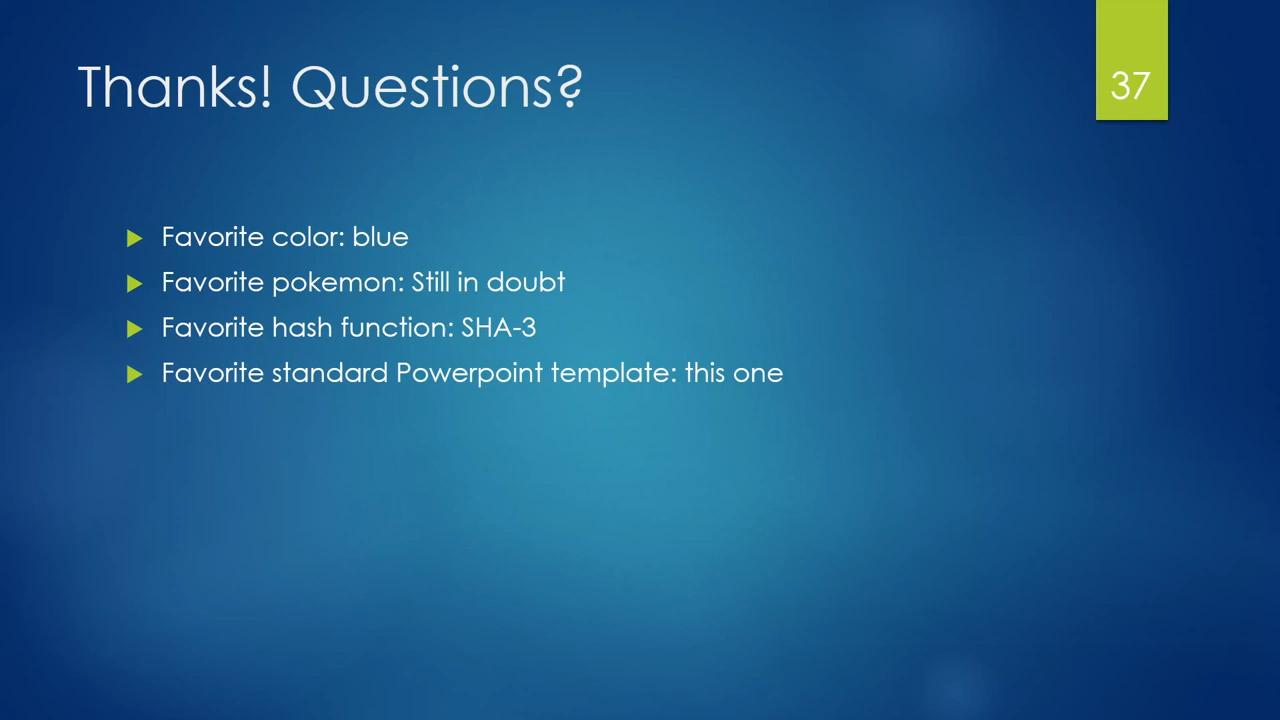 Thanks! Questions?
37
Favorite color: blue
Favorite pokemon: Still in doubt
Favorite hash function: SHA-3
Favorite standard Powerpoint template: this one